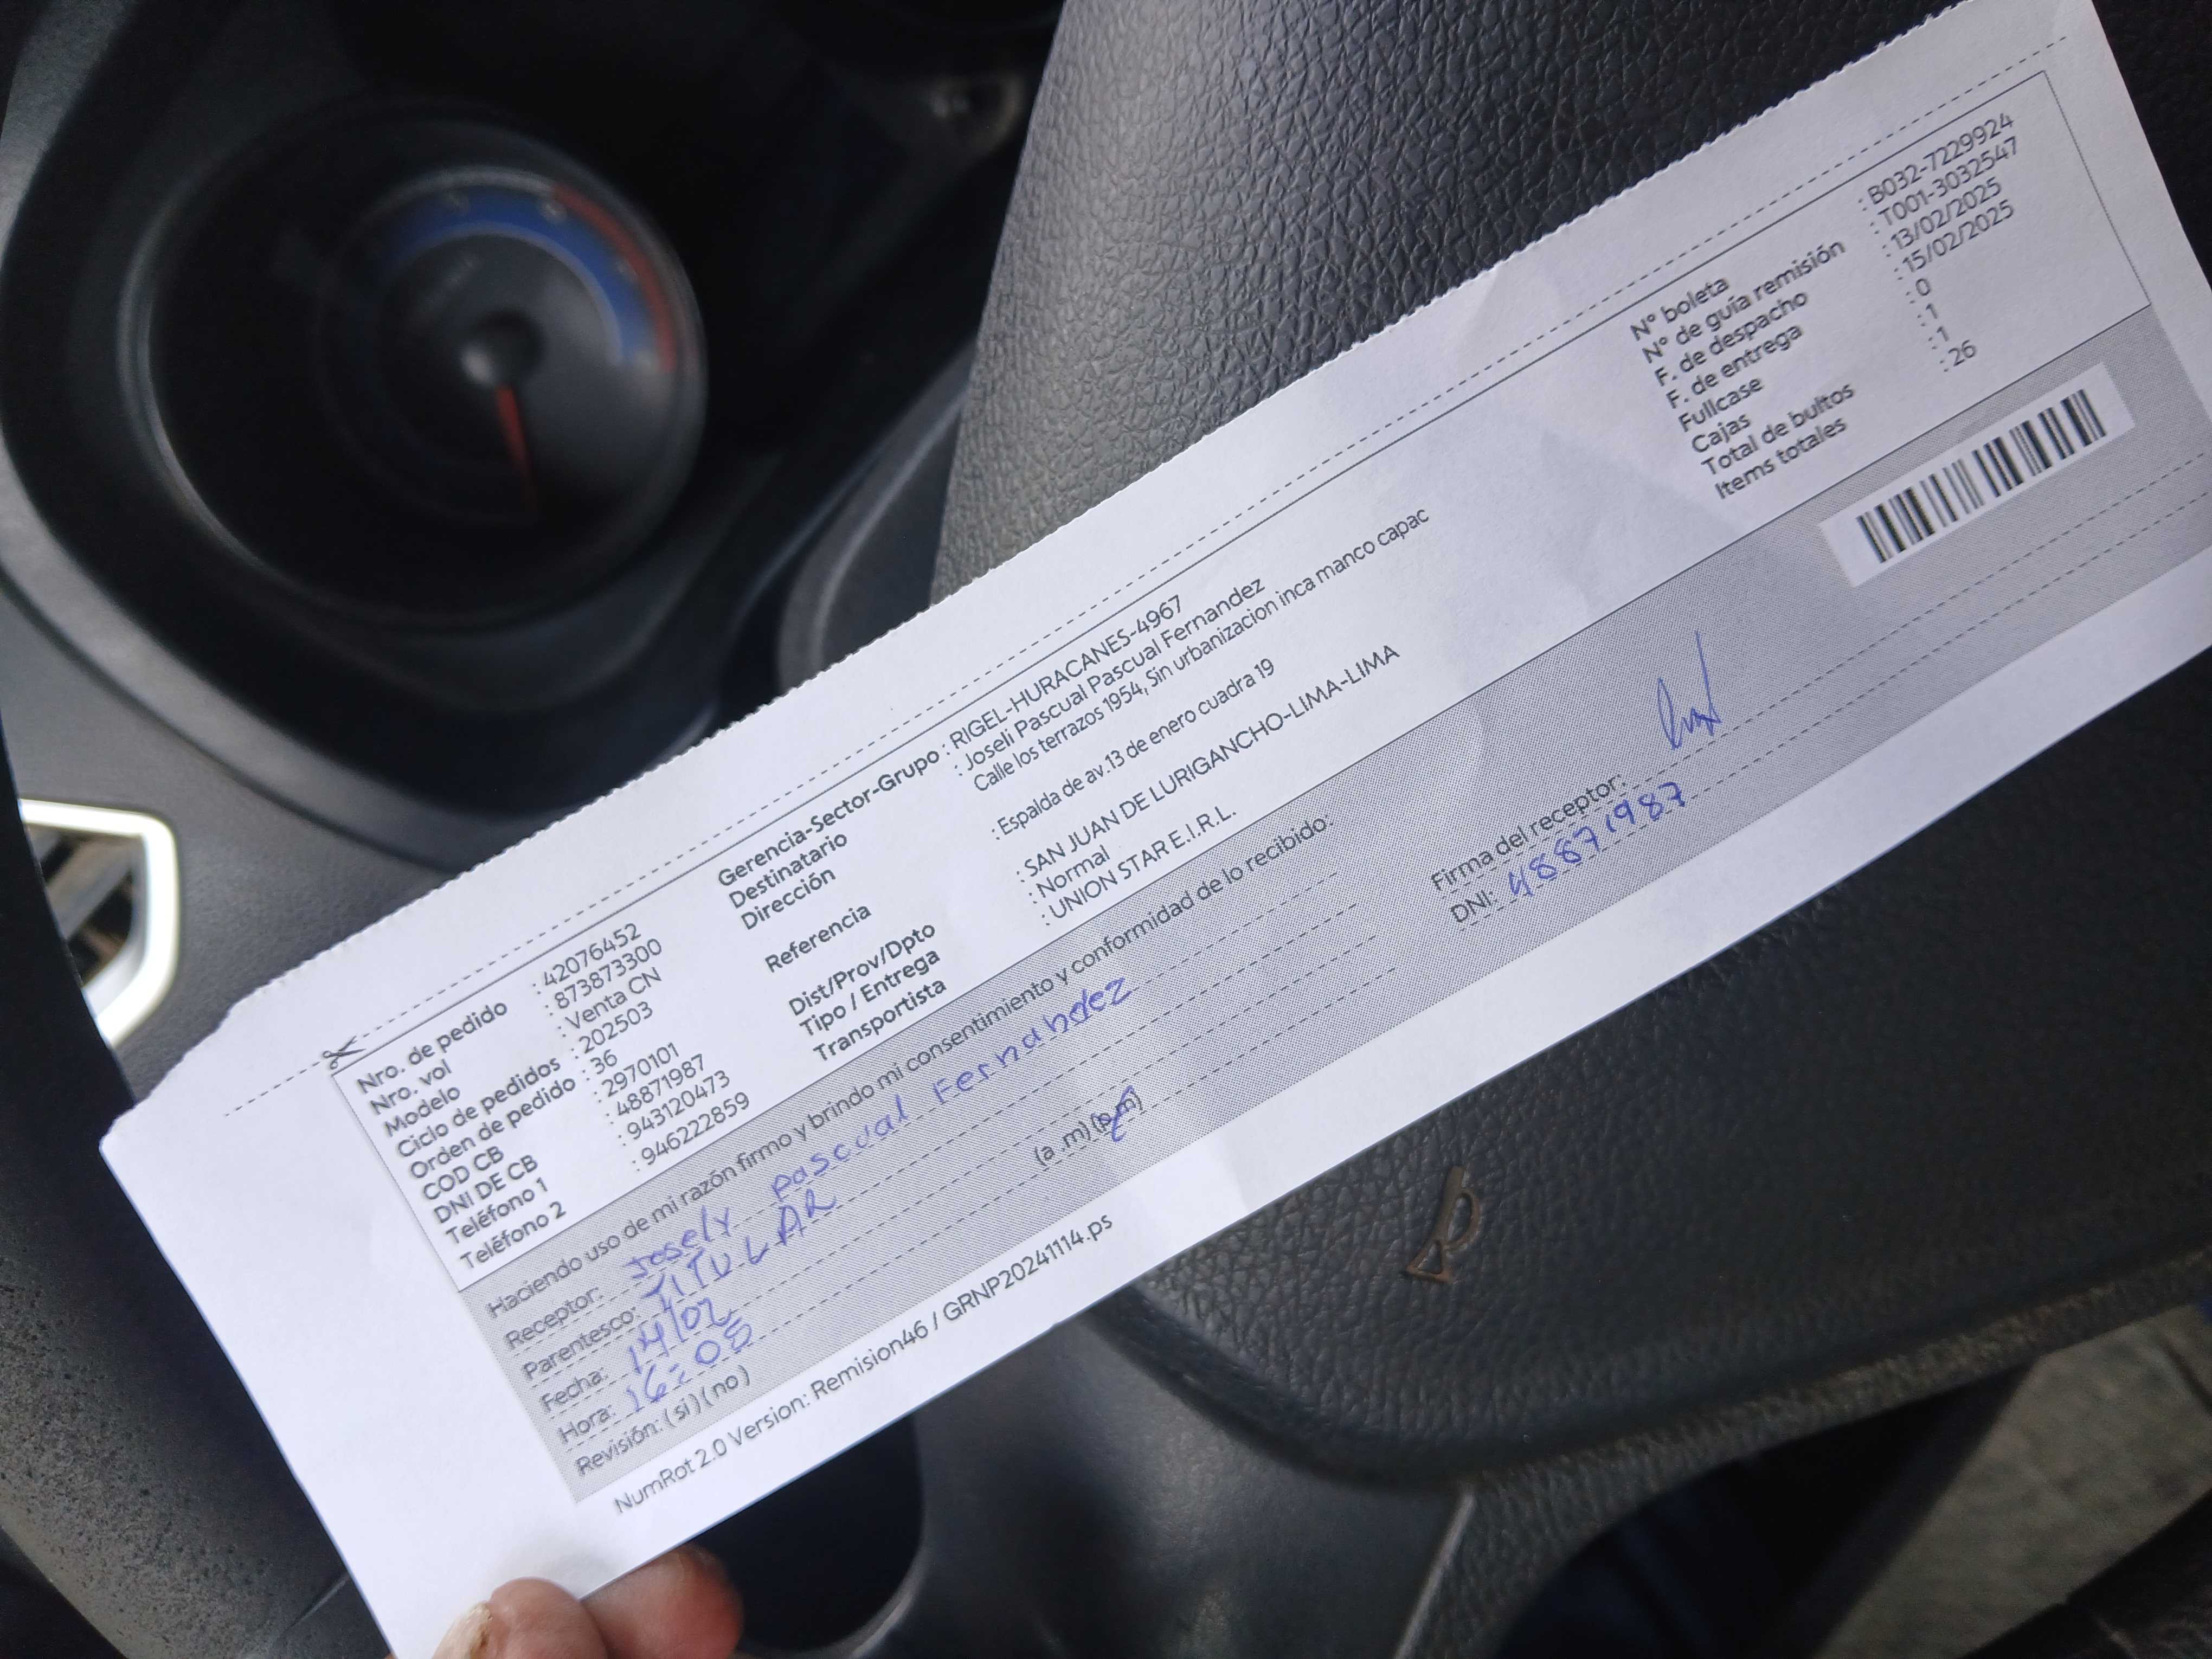 Nro. de pedido : 42076452
Nro. vol : 873873300
Modelo : Venta CN
Ciclo de pedidos : 202503
Orden de pedido : 36
COD CB : 2970101
DNI DE CB : 48871987
Teléfono 1 : 943120473
Teléfono 2 : 946222859
Gerencia-Sector-Grupo : RIGEL-HURACANES-4967
Destinatario : Joseli Pascual Pascual Fernandez
Dirección Calle los terrazos 1954, Sin urbanizacion inca manco capac
Referencia : Espalda de av.13 de enero cuadra 19
Dist/Prov/Dpto : SAN JUAN DE LURIGANCHO-LIMA-LIMA
Tipo / Entrega : Normal
Transportista : UNION STAR E.I.R.L.
N° boleta : B032-7229924
N° de guía remisión : T001-3032547
F. de despacho : 13/02/2025
F. de entrega : 15/02/2025
Fullcase : 0
Cajas : 1
Total de bultos : 1
Items totales : 26
Haciendo uso de mi razón firmo y brindo mi consentimiento y conformidad de lo recibido:
Receptor: Josely Pascual Fernandez
Parentesco: TITULAR
Fecha: 14/02
Hora: 16:05 (a .m) (p.m)
Revisión: (si) (no)
Firma del receptor:
DNI: 48871987
NumRot 2.0 Version: Remision46 / GRNP20241114.ps